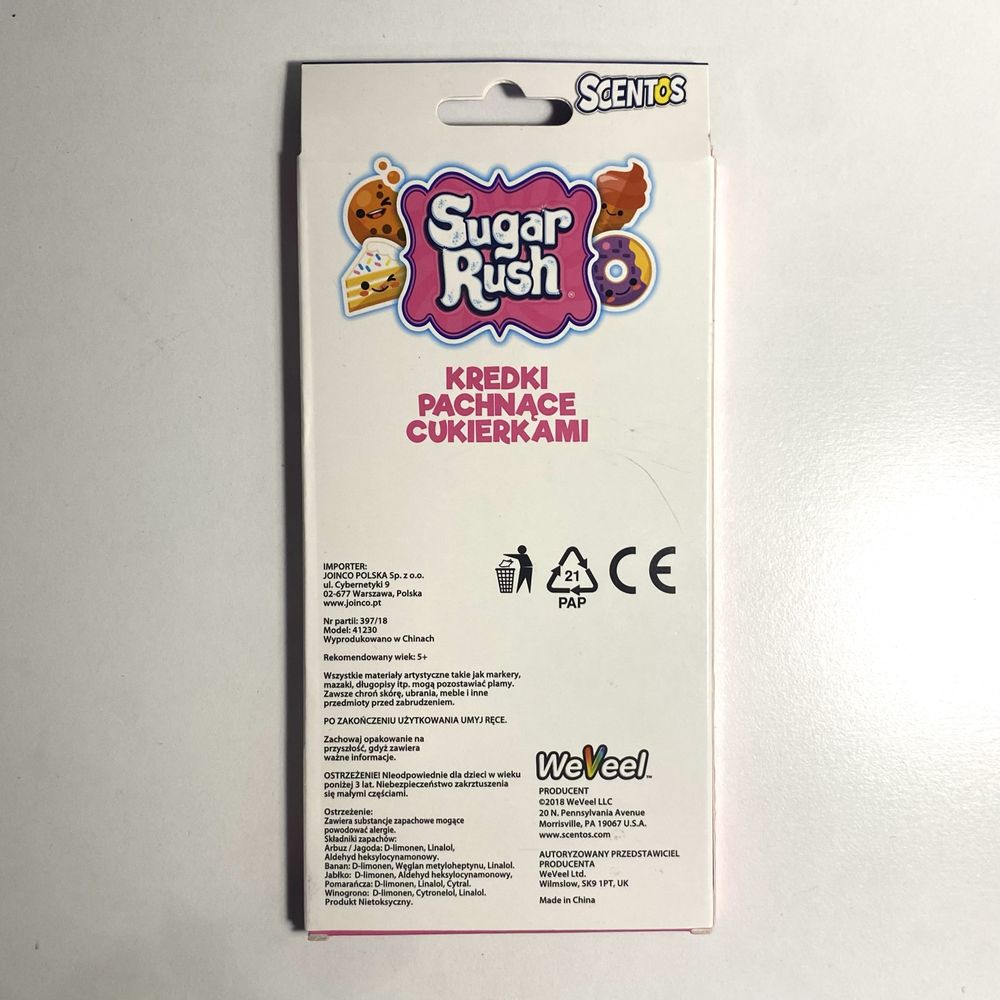 SCENTOS
Sugar
Rush
KREDKI
PACHNĄCE
CUKIERKAMI
IMPORTER:
JOINCO POLSKA Sp. z o.o.
ul. Cybernetyki 9
02-677 Warszawa, Polska
www.joinco.pt
Nr partii: 397/18
Model: 41230
Wyprodukowano w Chinach
Rekomendowany wiek: 5+
Wszystkie materiały artystyczne takie jak markery,
mazaki, długopisy itp. mogą pozostawiać plamy.
Zawsze chroń skórę, ubrania, meble i inne
przedmioty przed zabrudzeniem.
PO ZAKOŃCZENIU UŻYTKOWANIA UMYJ RĘCE.
Zachowaj opakowanie na
przyszłość, gdyż zawiera
ważne informacje.
OSTRZEŻENIE! Nieodpowiednie dla dzieci w wieku
poniżej 3 lat. Niebezpieczeństwo zakrztuszenia
się małymi częściami.
Ostrzeżenie:
Zawiera substancje zapachowe mogące
powodować alergie.
Składniki zapachów:
Arbuz / Jagoda: D-limonen, Linalol,
Aldehyd heksylocynamonowy.
Banan: D-limonen, Węglan metyloheptynu, Linalol.
Jabłko: D-limonen, Aldehyd heksylocynamonowy,
Pomarańcza: D-limonen, Linalol, Cytral.
Winogrono: D-limonen, Cytronelol, Linalol.
Produkt Nietoksyczny.
21
PAP
CE
WeVeel™
PRODUCENT
©2018 WeVeel LLC
20 N. Pennsylvania Avenue
Morrisville, PA 19067 U.S.A.
www.scentos.com
AUTORYZOWANY PRZEDSTAWICIEL
PRODUCENTA
WeVeel Ltd.
Wilmslow, SK9 1PT, UK
Made in China